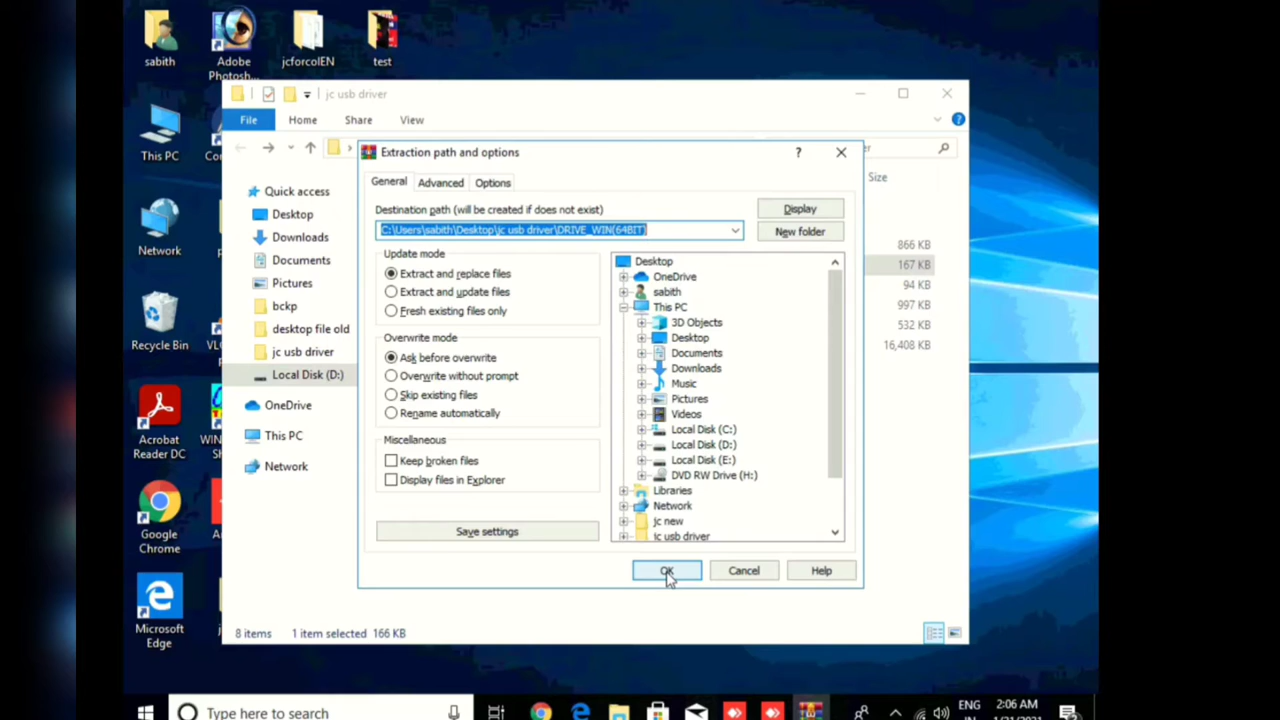 sabith
Adobe
Photosh...
jcforcolEN
test
This PC
Network
Recycle Bin
Acrobat
Reader DC
Google
Chrome
Microsoft
Edge
jc usb driver
File
Home
Share
View
Size
Quick access
Desktop
Downloads
Documents
Pictures
bckp
desktop file old
jc usb driver
Local Disk (D:)
OneDrive
This PC
Network
866 KB
167 KB
94 KB
997 KB
532 KB
16,408 KB
8 items
1 item selected 166 KB
Extraction path and options
?
General
Advanced
Options
Destination path (will be created if does not exist)
C:\Users\sabith\Desktop\jc usb driver\DRIVE_WIN(64BIT)
Display
New folder
Update mode
Extract and replace files
Extract and update files
Fresh existing files only
Overwrite mode
Ask before overwrite
Overwrite without prompt
Skip existing files
Rename automatically
Miscellaneous
Keep broken files
Display files in Explorer
Save settings
Desktop
OneDrive
sabith
This PC
3D Objects
Desktop
Documents
Downloads
Music
Pictures
Videos
Local Disk (C:)
Local Disk (D:)
Local Disk (E:)
DVD RW Drive (H:)
Libraries
Network
jc new
jc usb driver
OK
Cancel
Help
Type here to search
ENG
2:06 AM